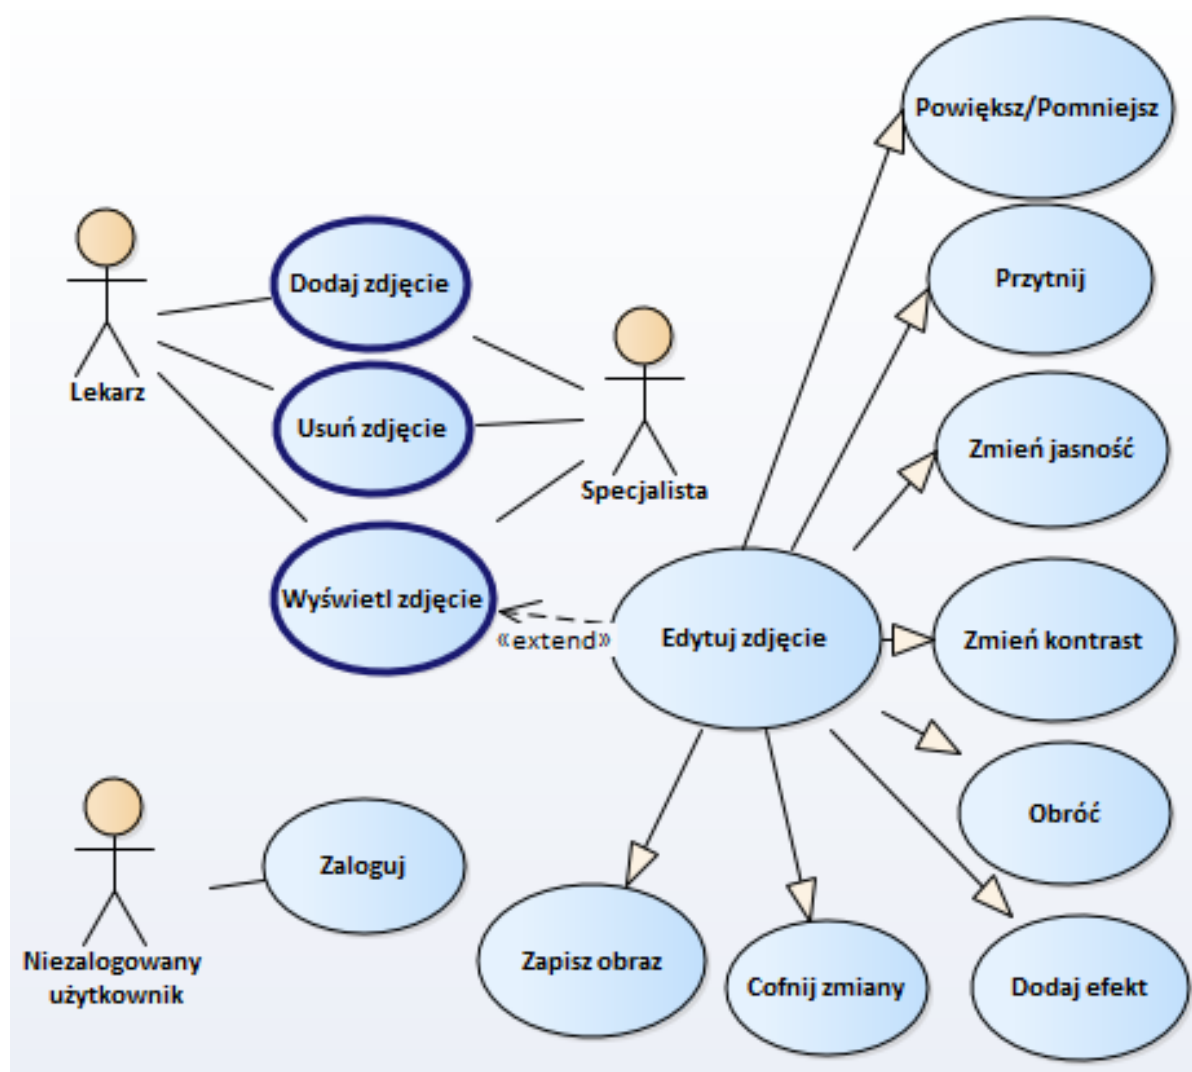 Powiększ/Pomniejsz
Przytnij
Dodaj zdjęcie
Lekarz
Usuń zdjęcie
Zmień jasność
Specjalista
Wyświetl zdjęcie
«extend»
Edytuj zdjęcie
Zmień kontrast
Obróć
Zaloguj
Niezalogowany
użytkownik
Zapisz obraz
Cofnij zmiany
Dodaj efekt